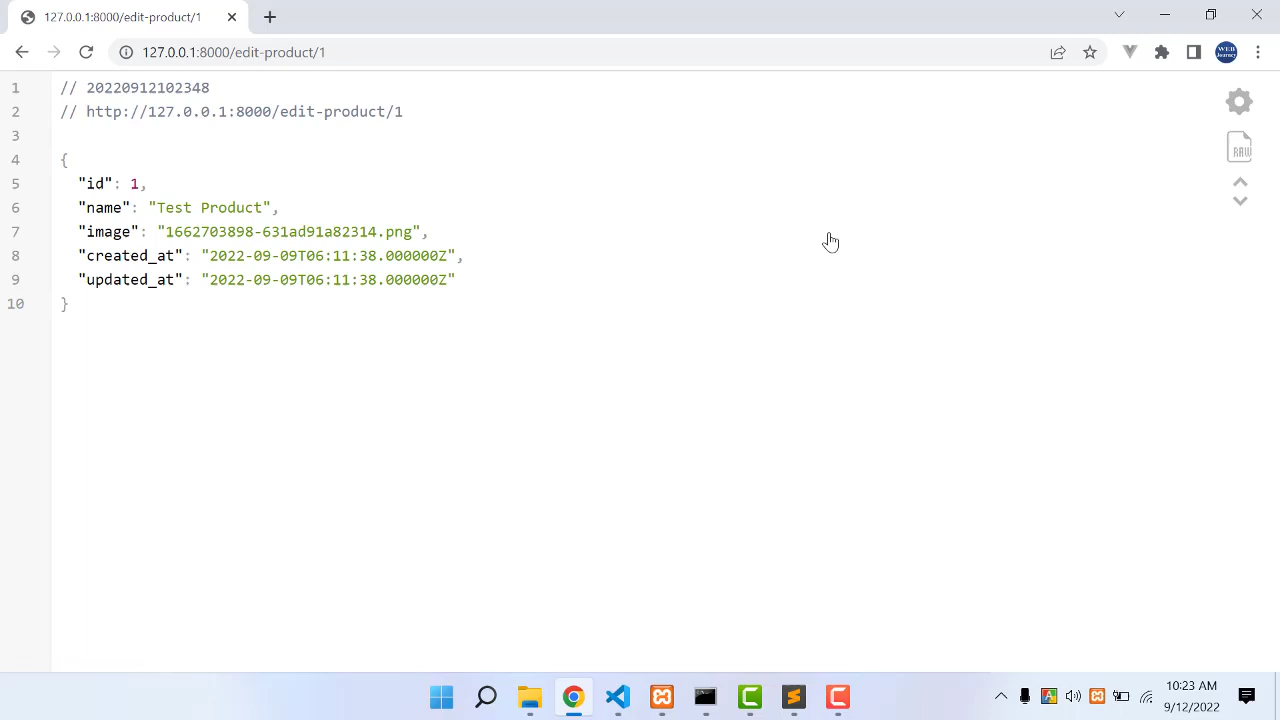 127.0.0.1:8000/edit-product/1
127.0.0.1:8000/edit-product/1
WEB
Journey
1 // 20220912102348
2 // http://127.0.0.1:8000/edit-product/1
3
4 {
5 "id": 1,
6 "name": "Test Product",
7 "image": "1662703898-631ad91a82314.png",
8 "created_at": "2022-09-09T06:11:38.000000Z",
9 "updated_at": "2022-09-09T06:11:38.000000Z"
10 }
RAW
10:23 AM
9/12/2022